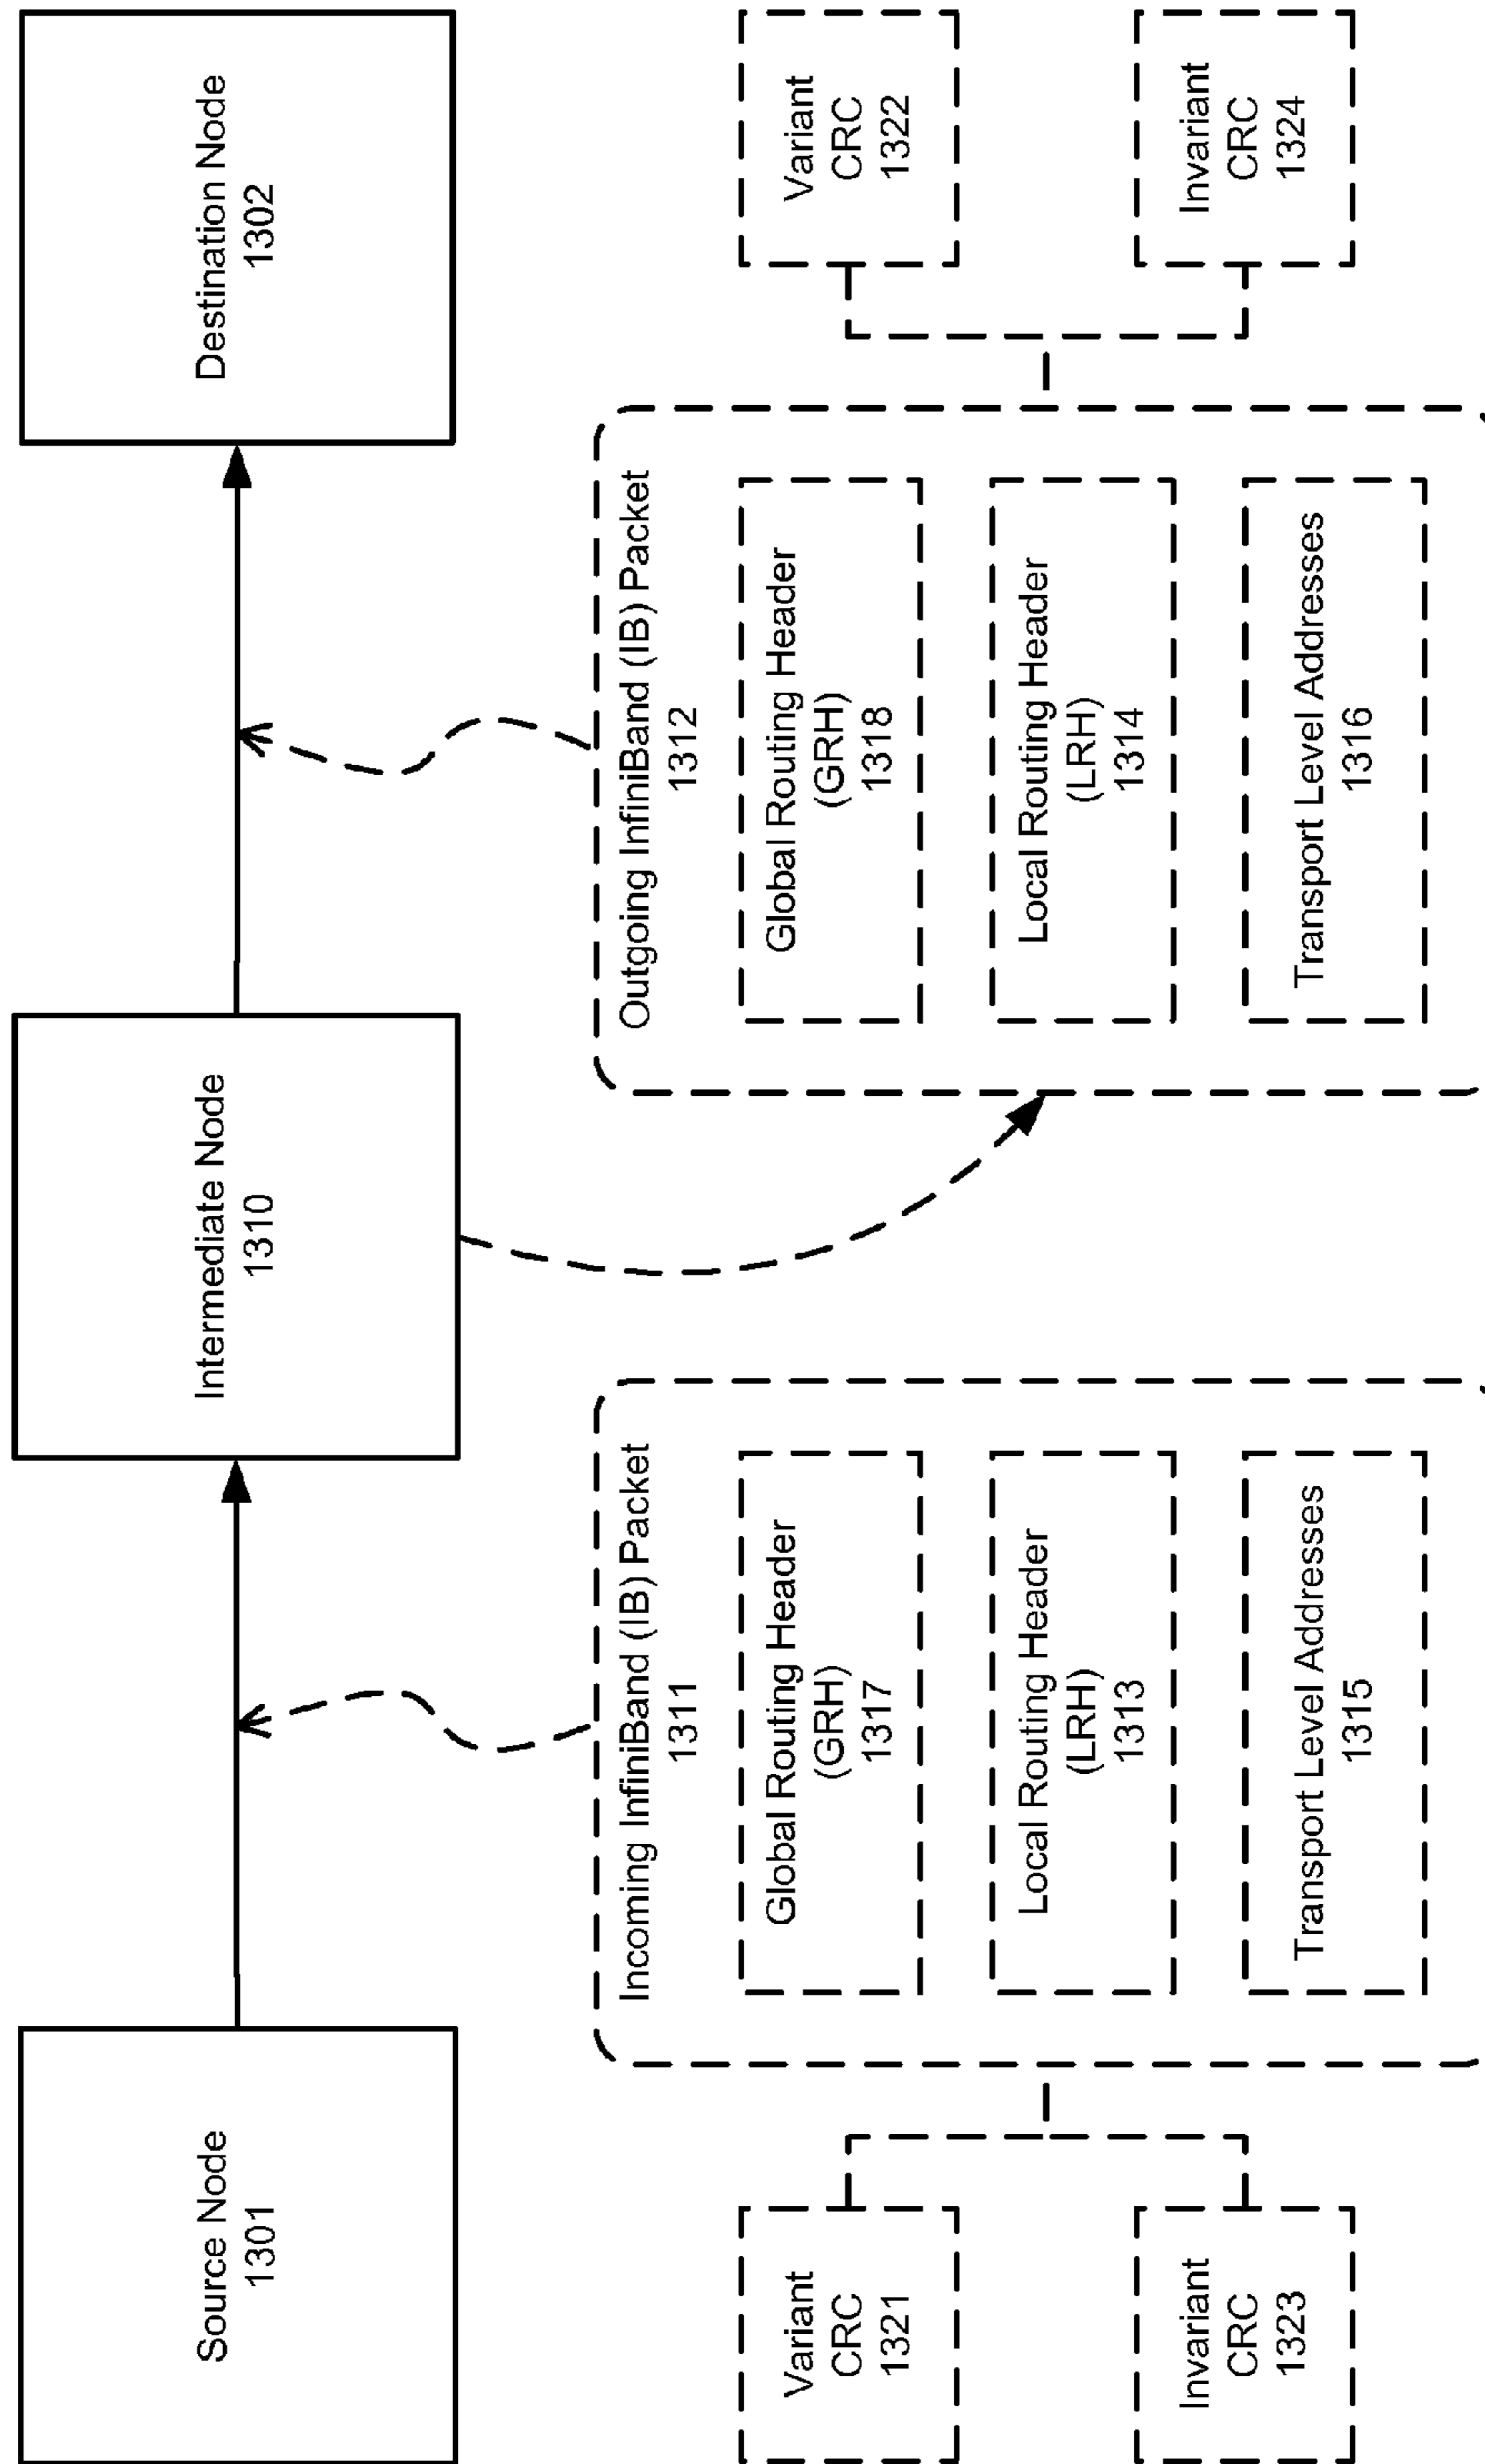 Source Node
1301
Intermediate Node
1310
Destination Node
1302
Incoming InfiniBand (IB) Packet
1311
Global Routing Header
(GRH)
1317
Local Routing Header
(LRH)
1313
Transport Level Addresses
1315
Outgoing InfiniBand (IB) Packet
1312
Global Routing Header
(GRH)
1318
Local Routing Header
(LRH)
1314
Transport Level Addresses
1316
Variant
CRC
1321
Invariant
CRC
1323
Variant
CRC
1322
Invariant
CRC
1324